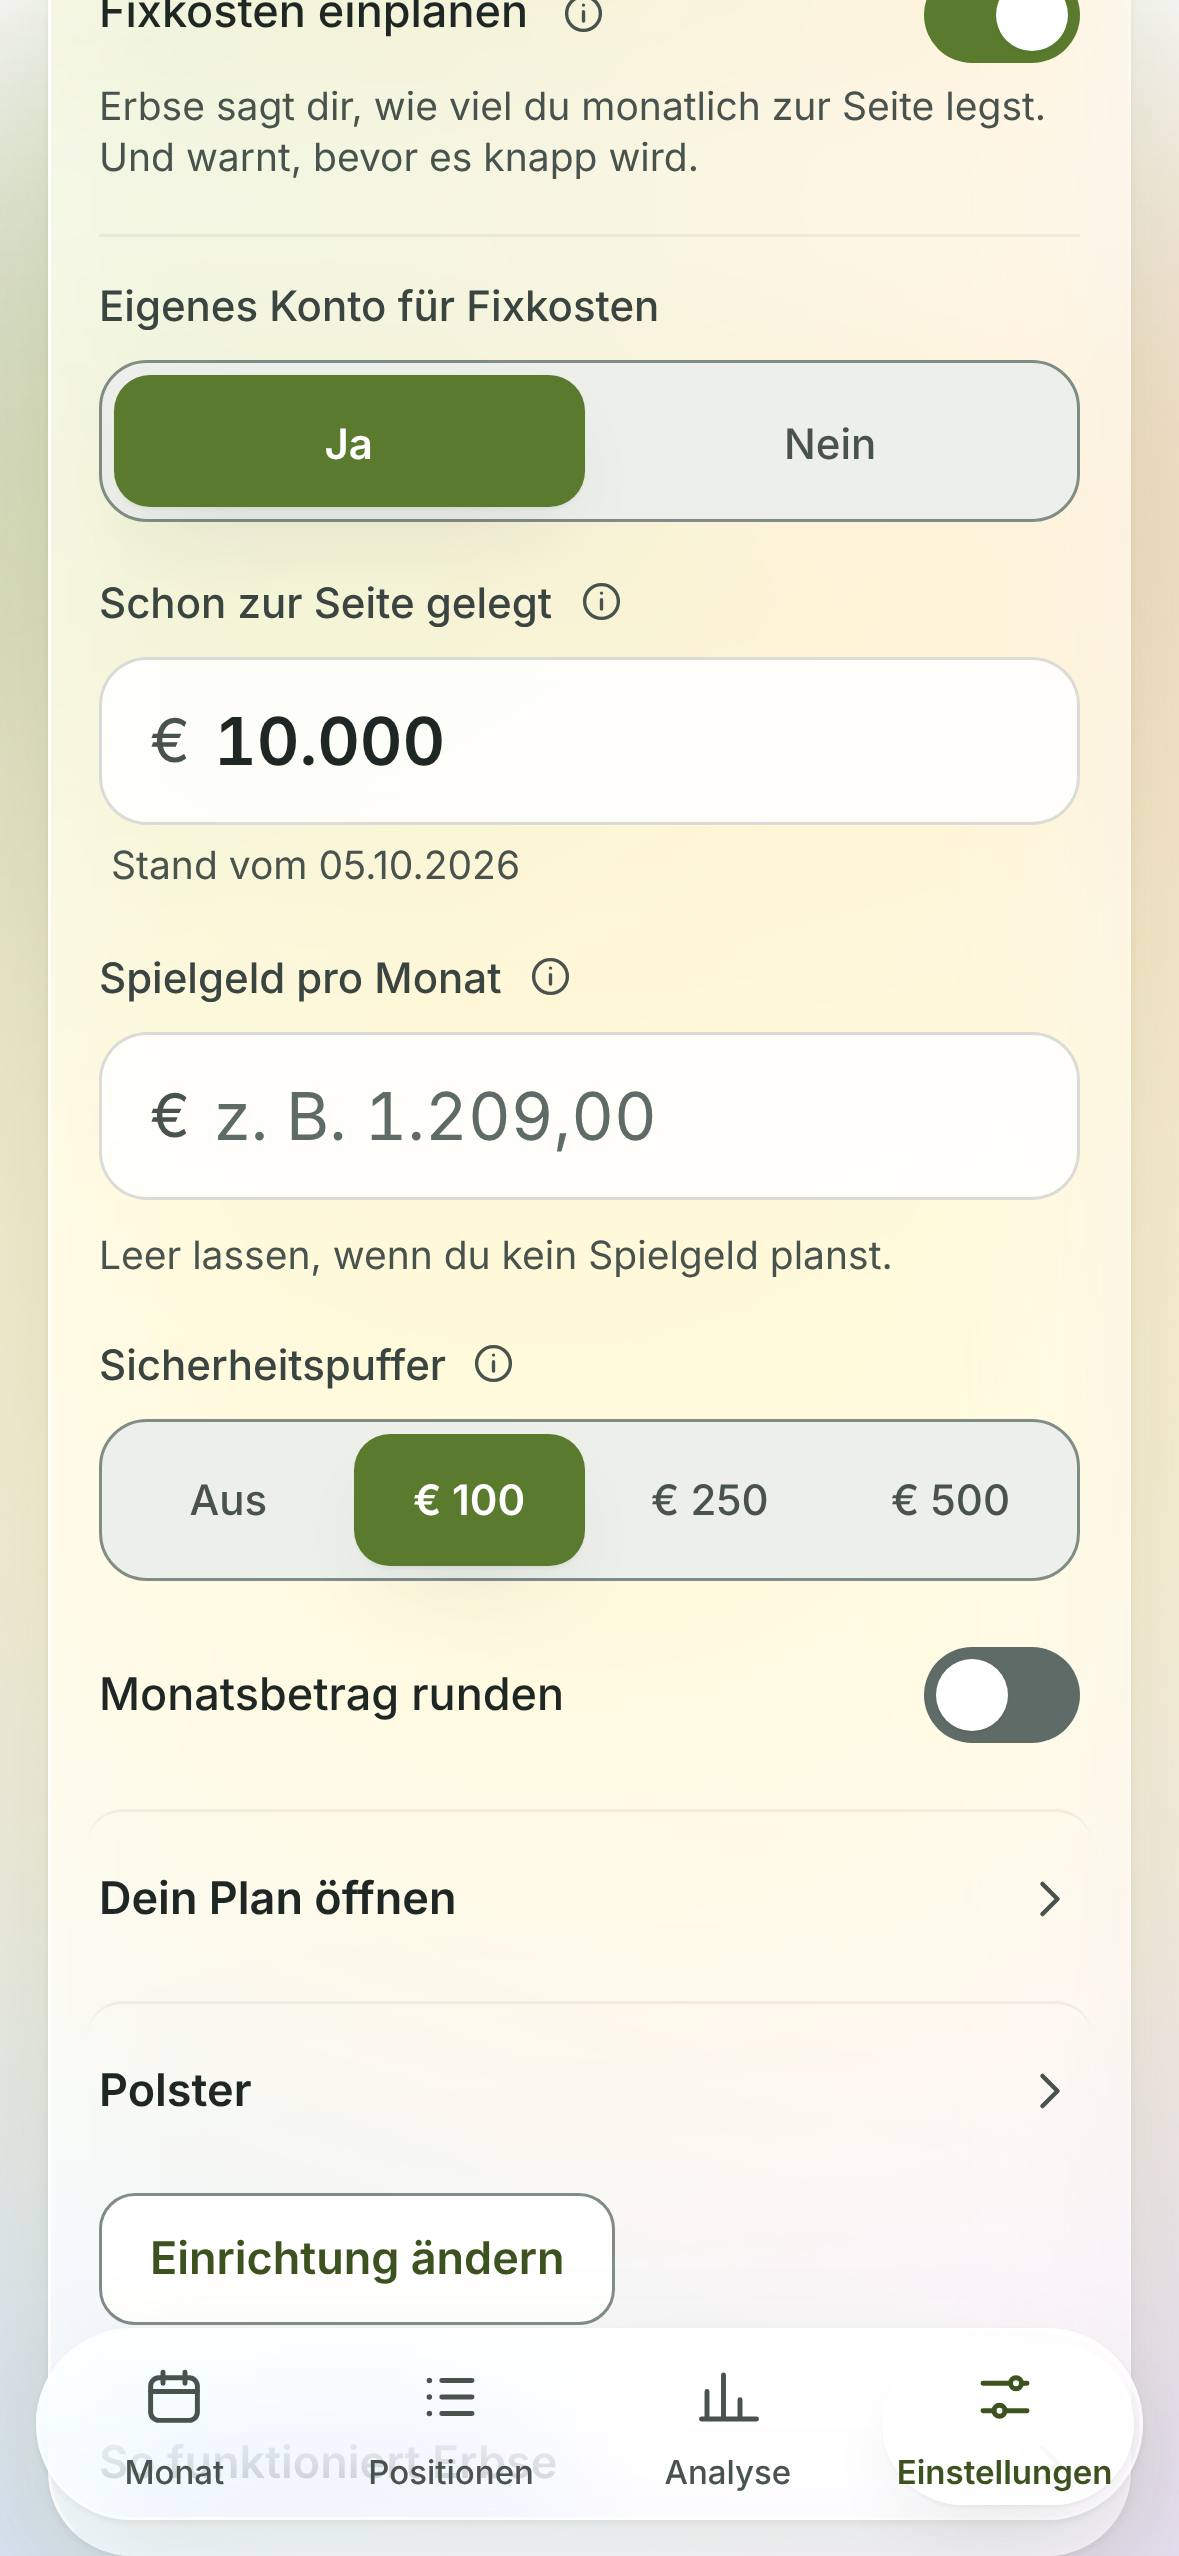 Fixkosten einplanen
Erbse sagt dir, wie viel du monatlich zur Seite legst.
Und warnt, bevor es knapp wird.
Eigenes Konto für Fixkosten
Ja Nein
Schon zur Seite gelegt
€ 10.000
Stand vom 05.10.2026
Spielgeld pro Monat
€ z. B. 1.209,00
Leer lassen, wenn du kein Spielgeld planst.
Sicherheitspuffer
Aus € 100 € 250 € 500
Monatsbetrag runden
Dein Plan öffnen
Polster
Einrichtung ändern
So funktioniert Erbse
Monat Positionen Analyse Einstellungen